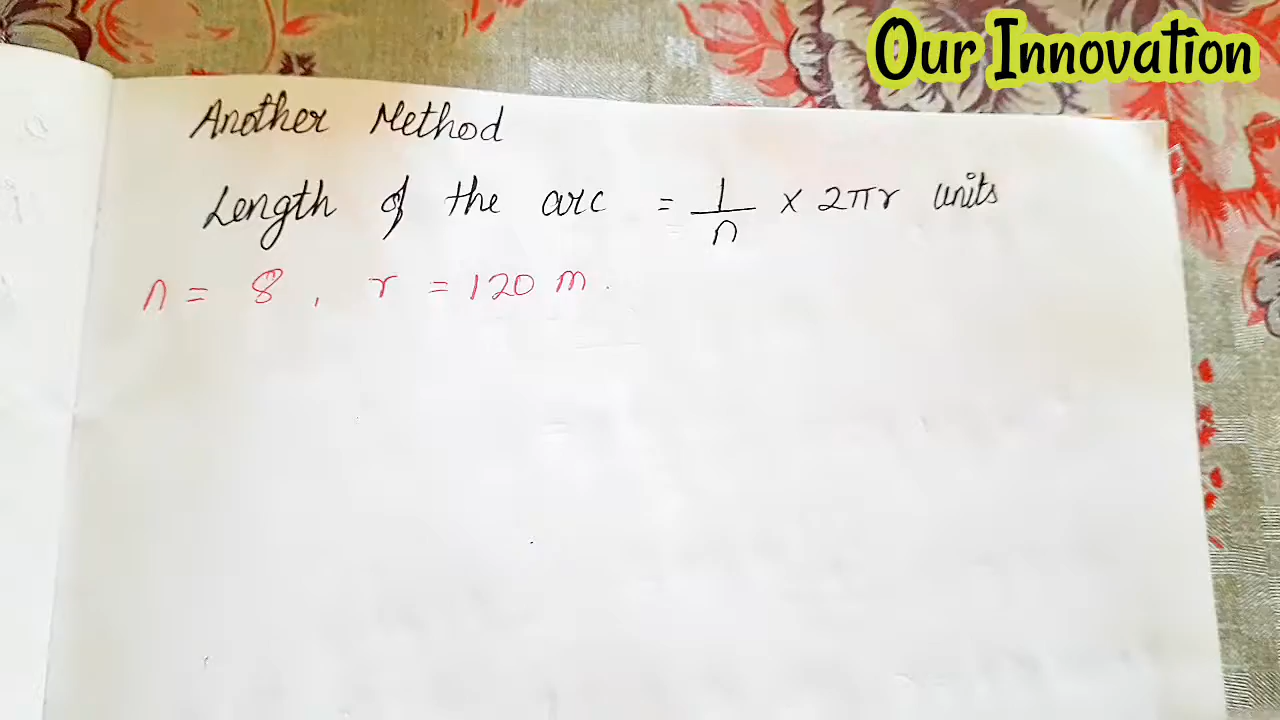 Our Innovation
Another Method
Length of the arc = 1/n × 2πr units
n = 8, r = 120 m.